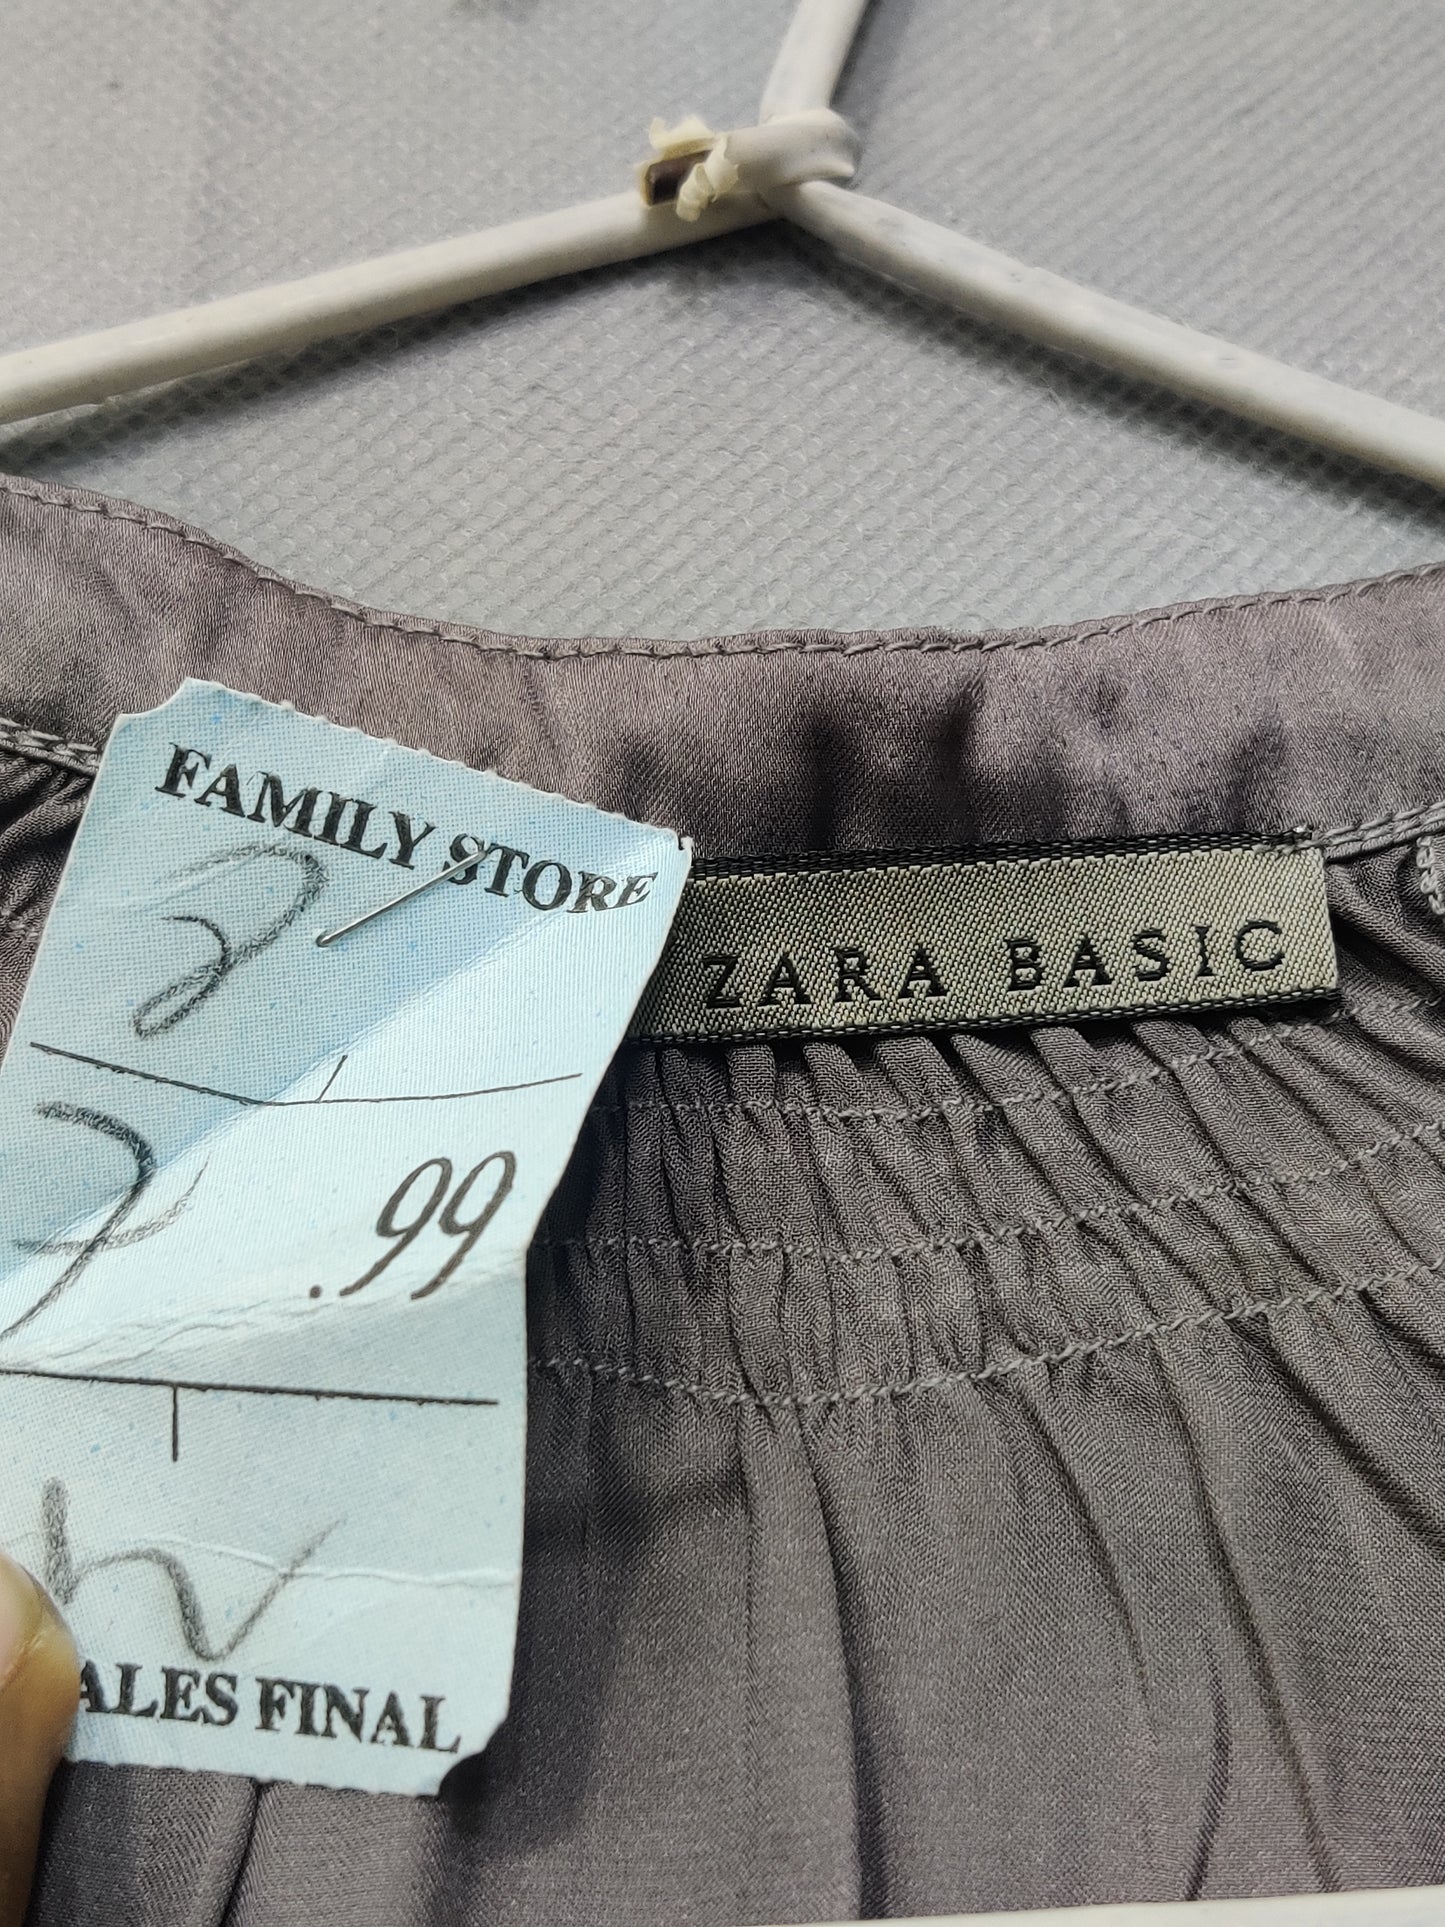 FAMILY STORE
2
7 .99
ALES FINAL
ZARA BASIC